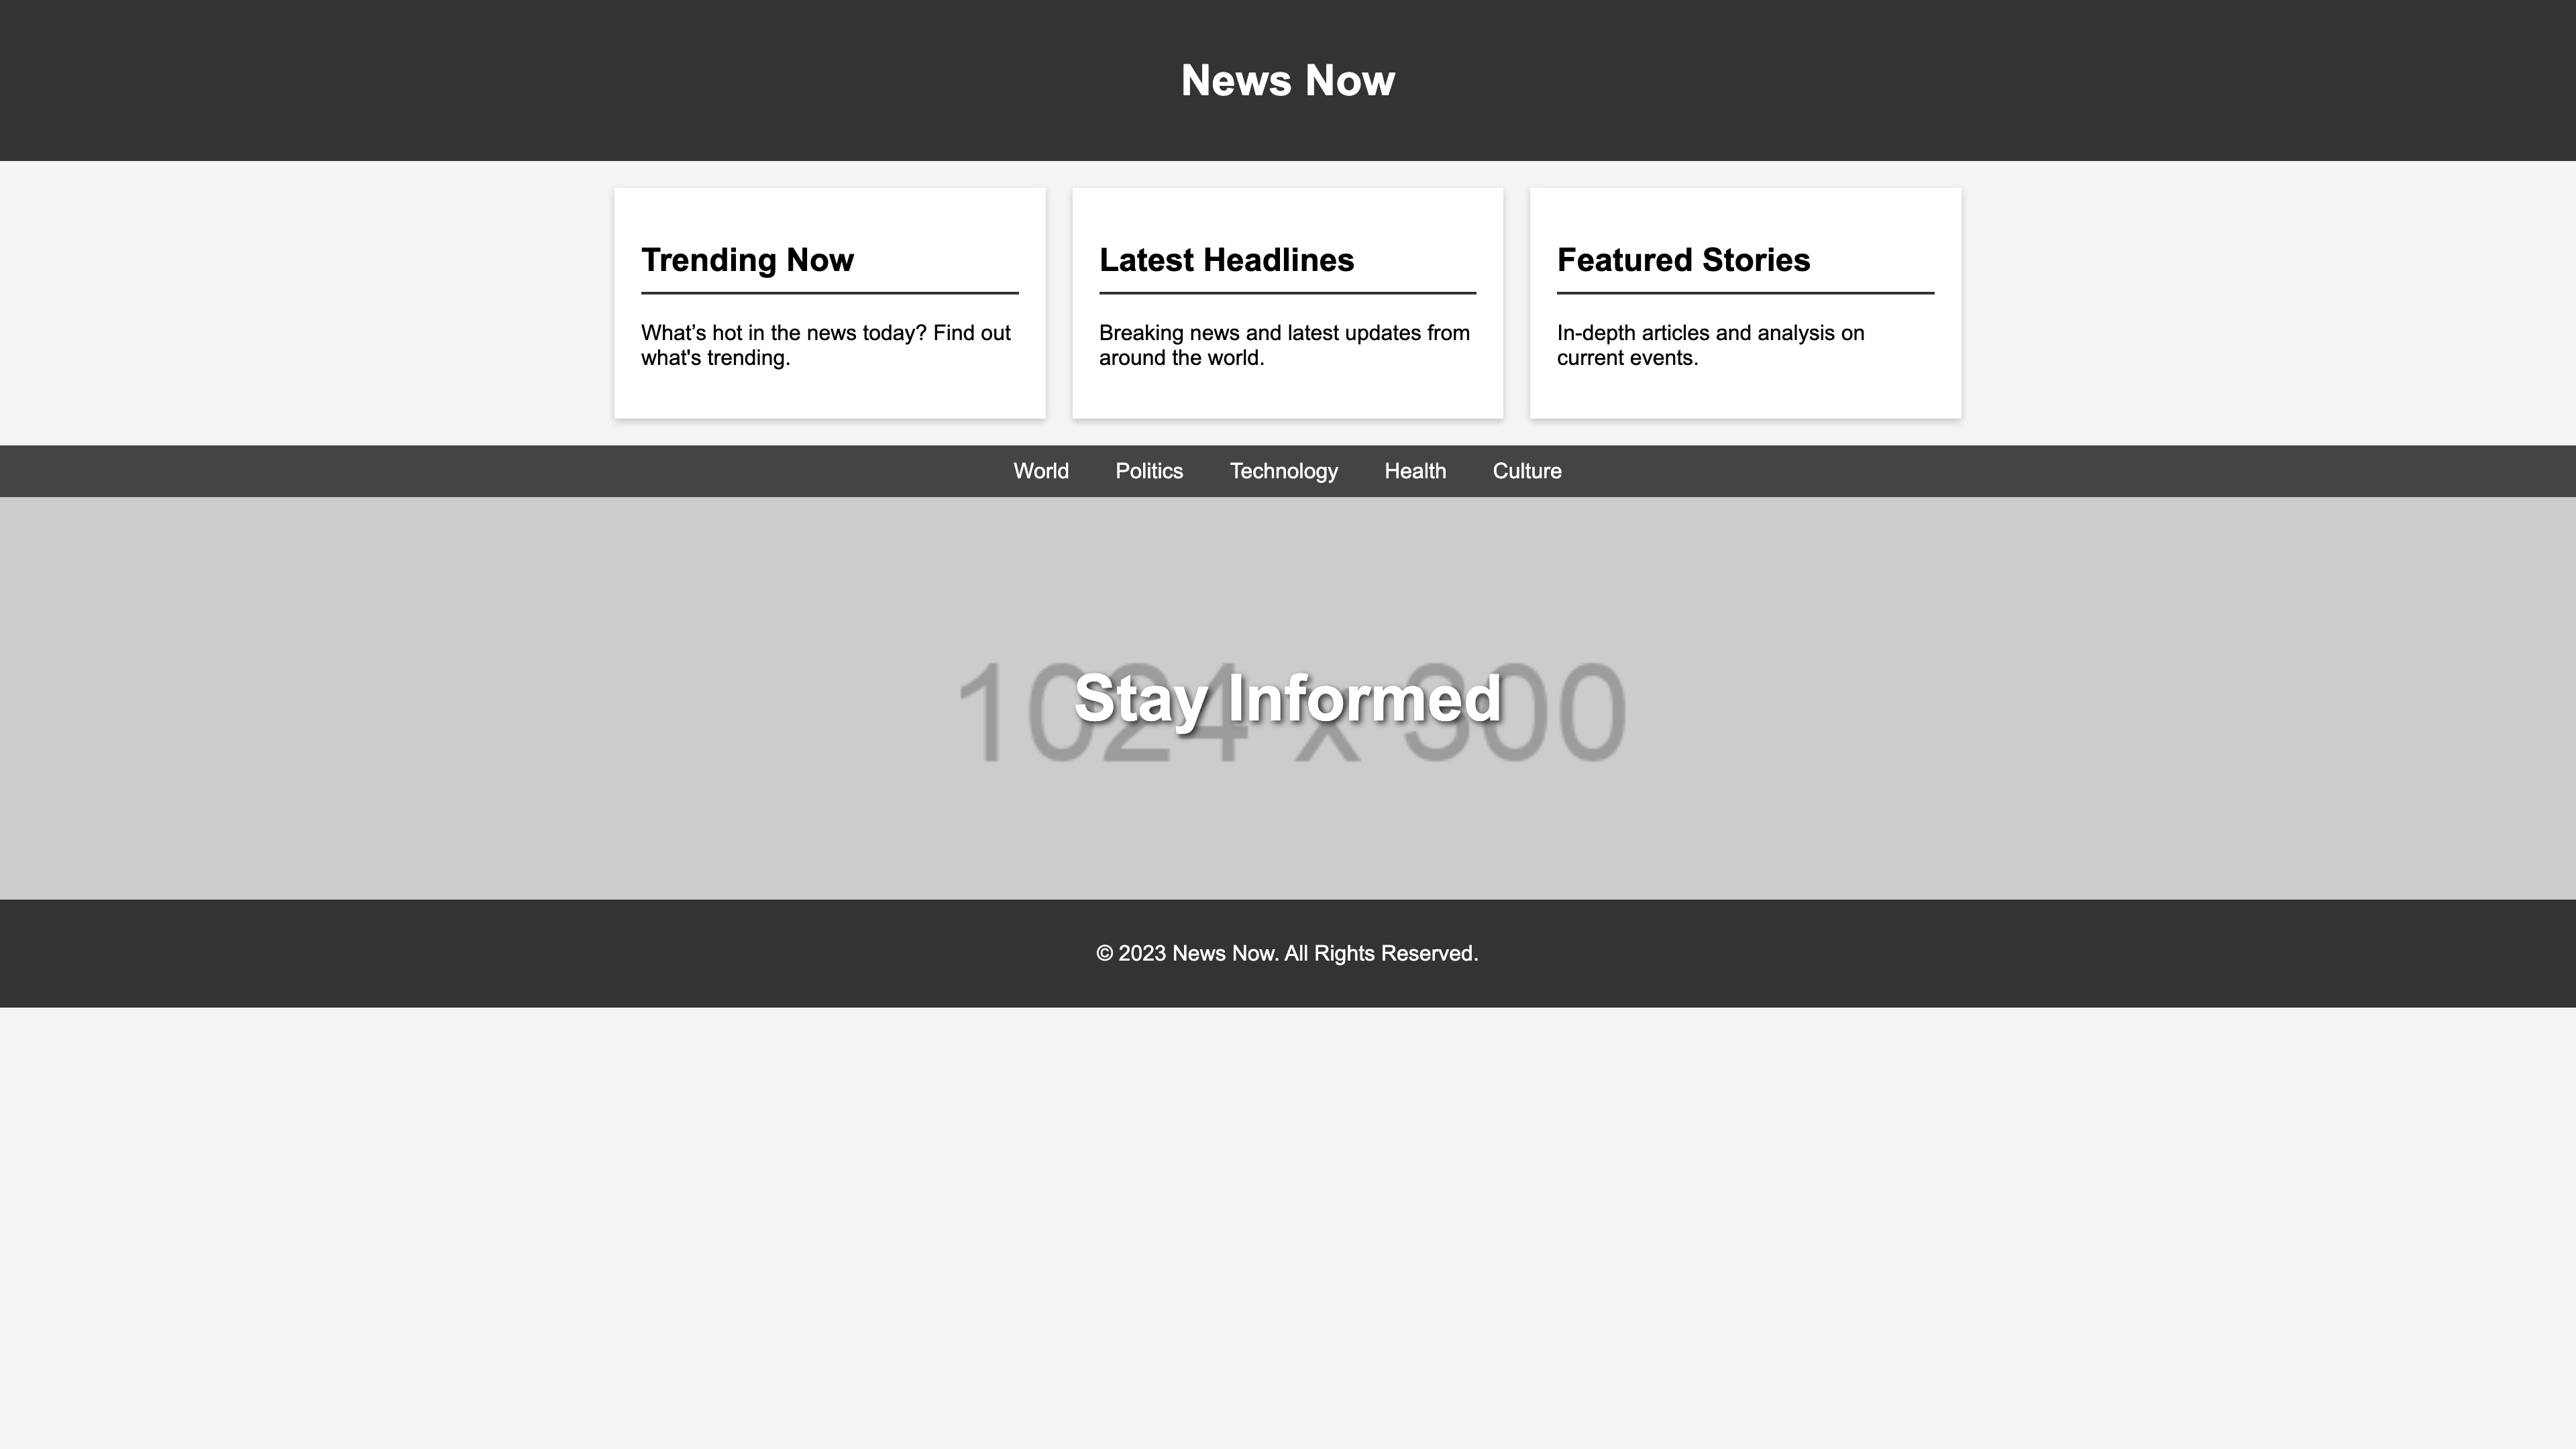 News Now
Trending Now
What’s hot in the news today? Find out
what's trending.
Latest Headlines
Breaking news and latest updates from
around the world.
Featured Stories
In-depth articles and analysis on
current events.
World
Politics
Technology
Health
Culture
1024 x 300
Stay Informed
© 2023 News Now. All Rights Reserved.